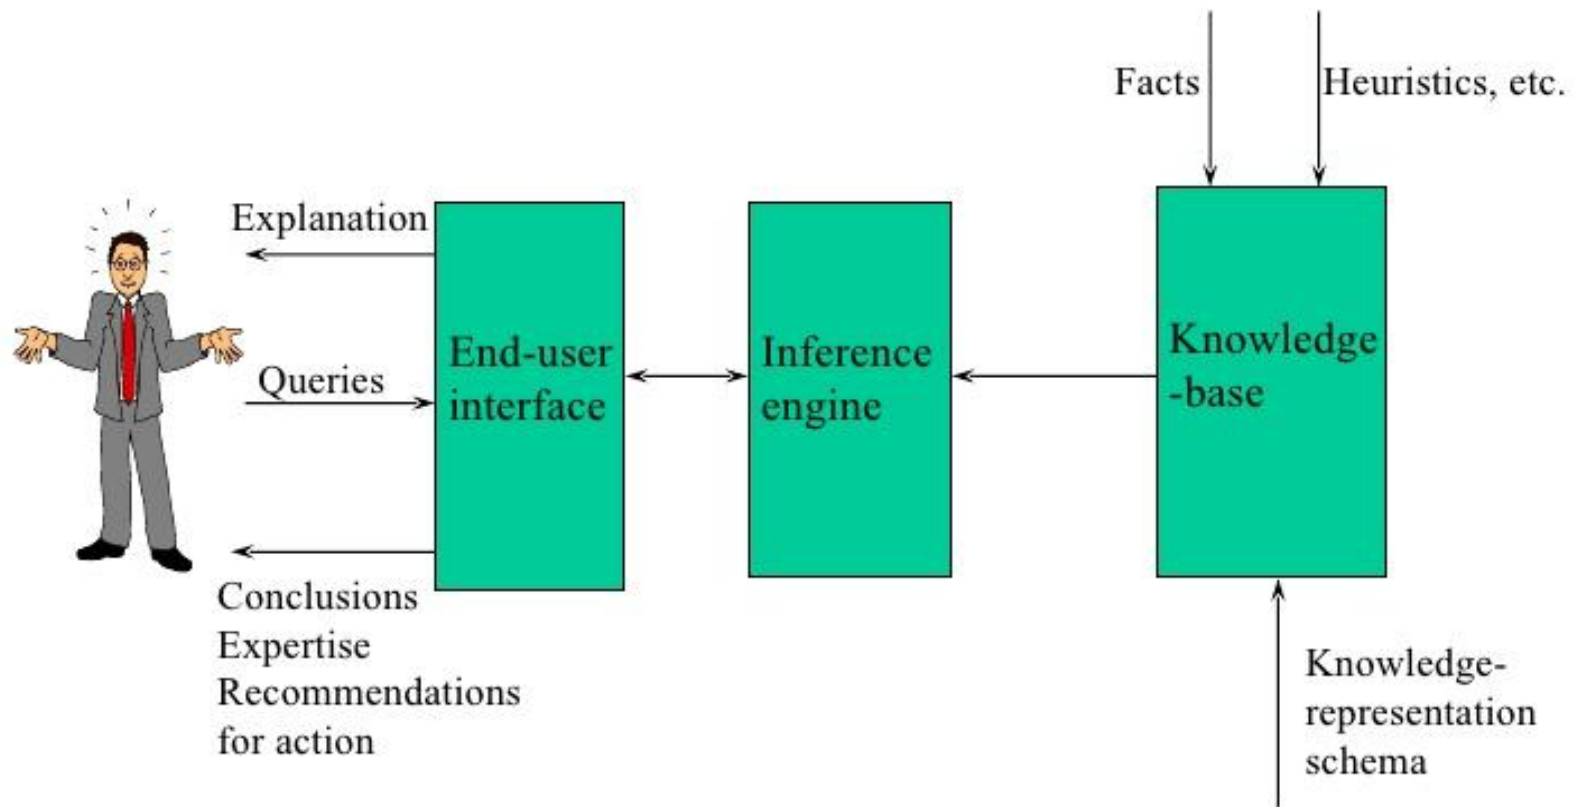 Facts
Heuristics, etc.
Explanation
Queries
Conclusions
Expertise
Recommendations
for action
End-user
interface
Inference
engine
Knowledge
-base
Knowledge-
representation
schema